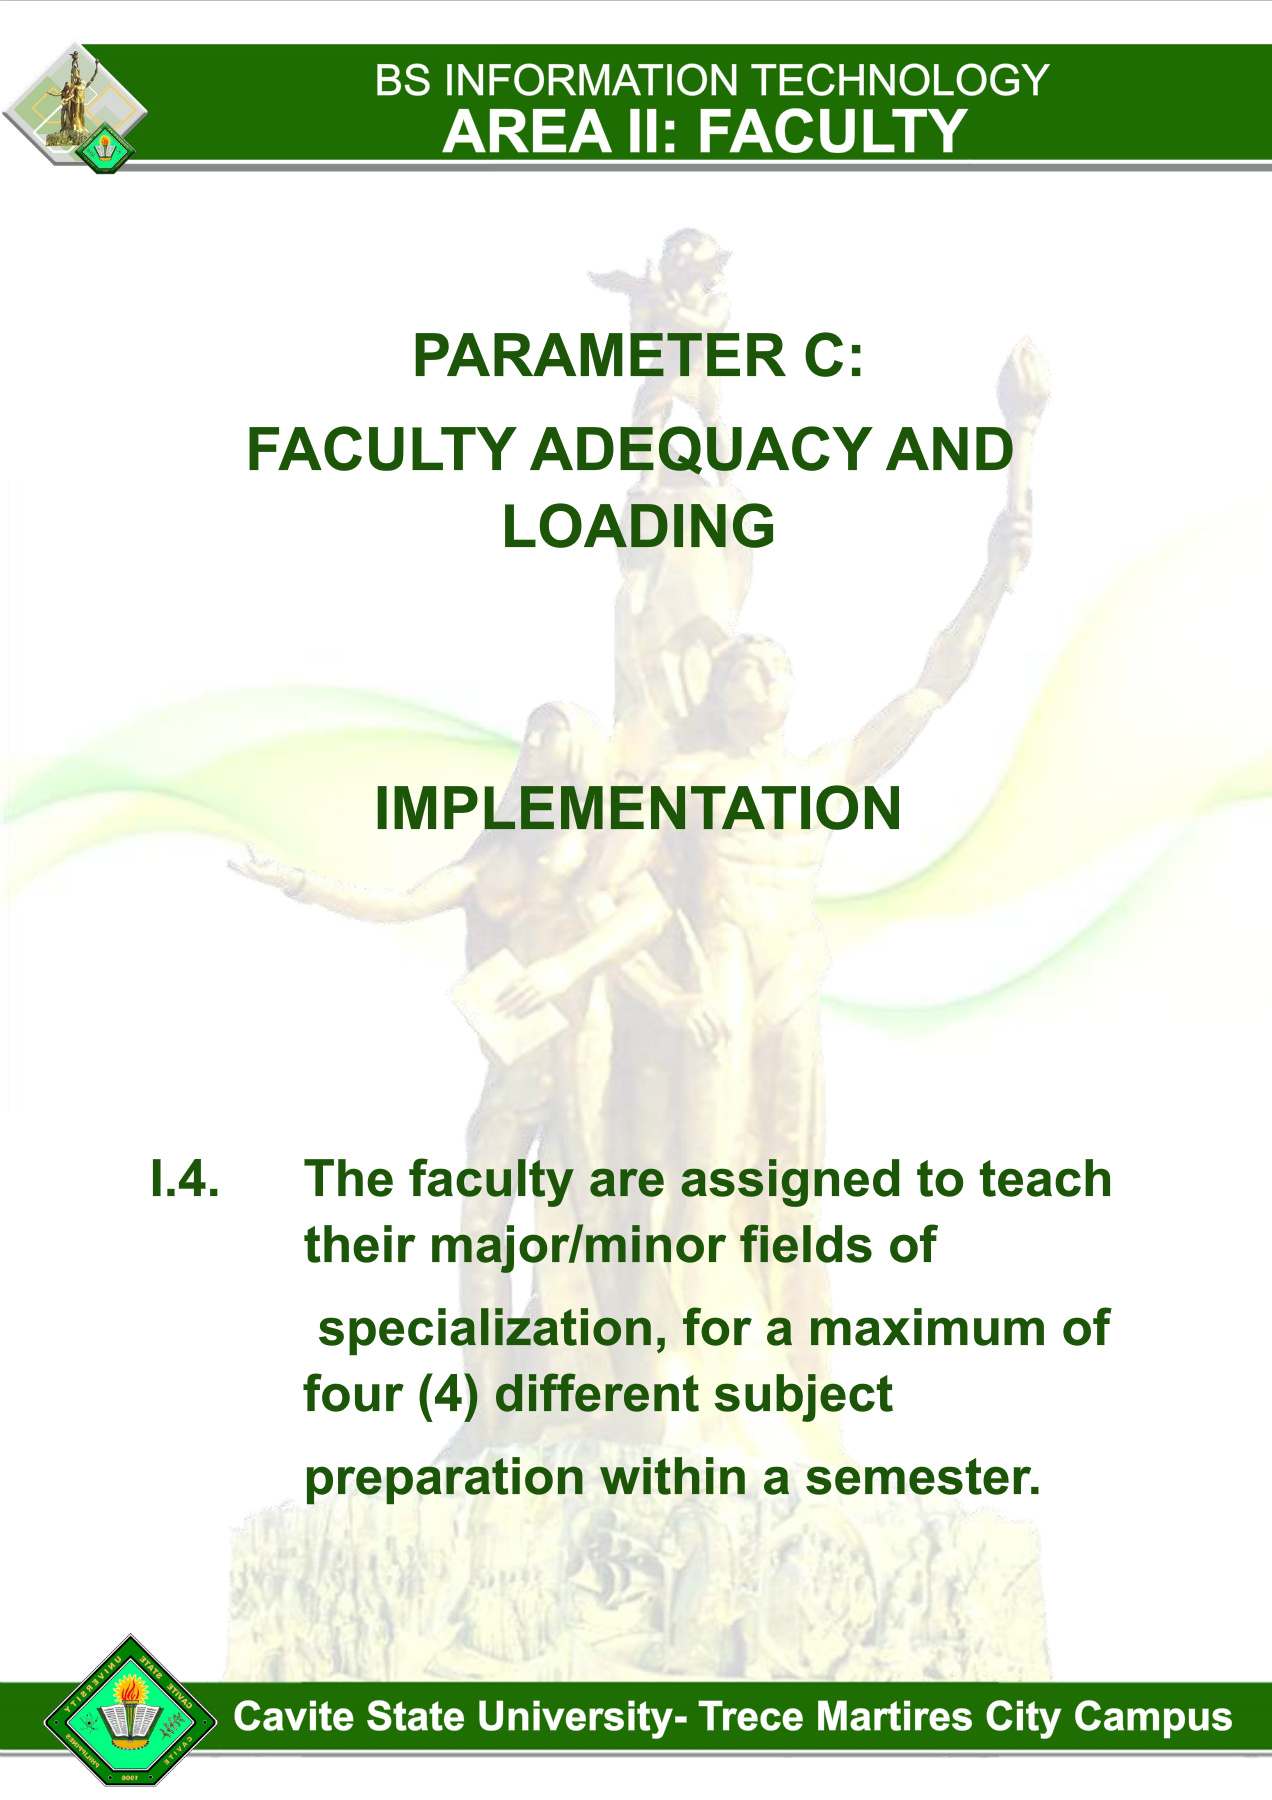 BS INFORMATION TECHNOLOGY
AREA II: FACULTY
PARAMETER C:
FACULTY ADEQUACY AND
LOADING
IMPLEMENTATION
I.4. The faculty are assigned to teach
their major/minor fields of
specialization, for a maximum of
four (4) different subject
preparation within a semester.
CAVITE STATE UNIVERSITY
CAVITE
PHILIPPINES
1906
Cavite State University- Trece Martires City Campus